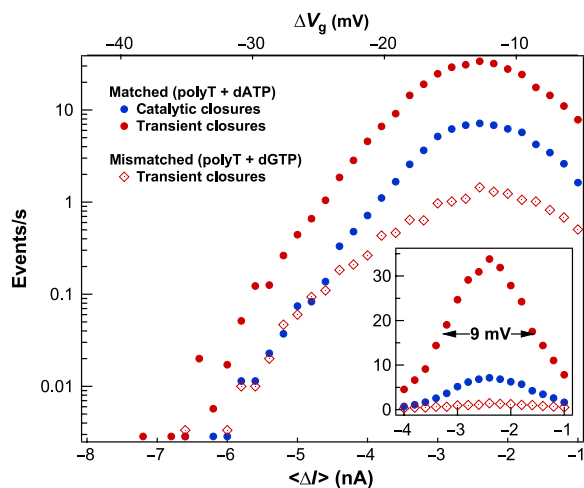 ΔVg (mV)
−40 −30 −20 −10
Matched (polyT + dATP)
Catalytic closures
Transient closures
Mismatched (polyT + dGTP)
Transient closures
Events/s
10
1
0.1
0.01
30
20
10
0
9 mV
−4 −3 −2 −1
−8 −7 −6 −5 −4 −3 −2 −1
<ΔI> (nA)